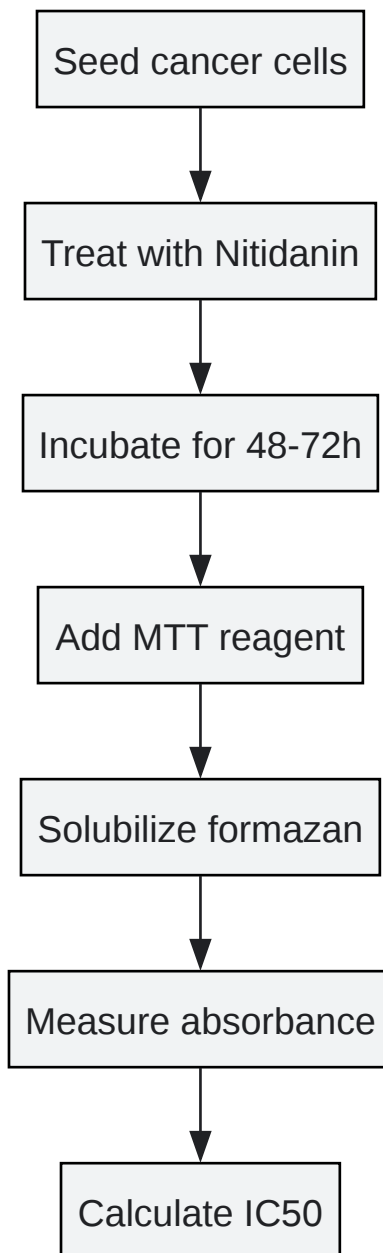 Seed cancer cells
Treat with Nitidanin
Incubate for 48-72h
Add MTT reagent
Solubilize formazan
Measure absorbance
Calculate IC50